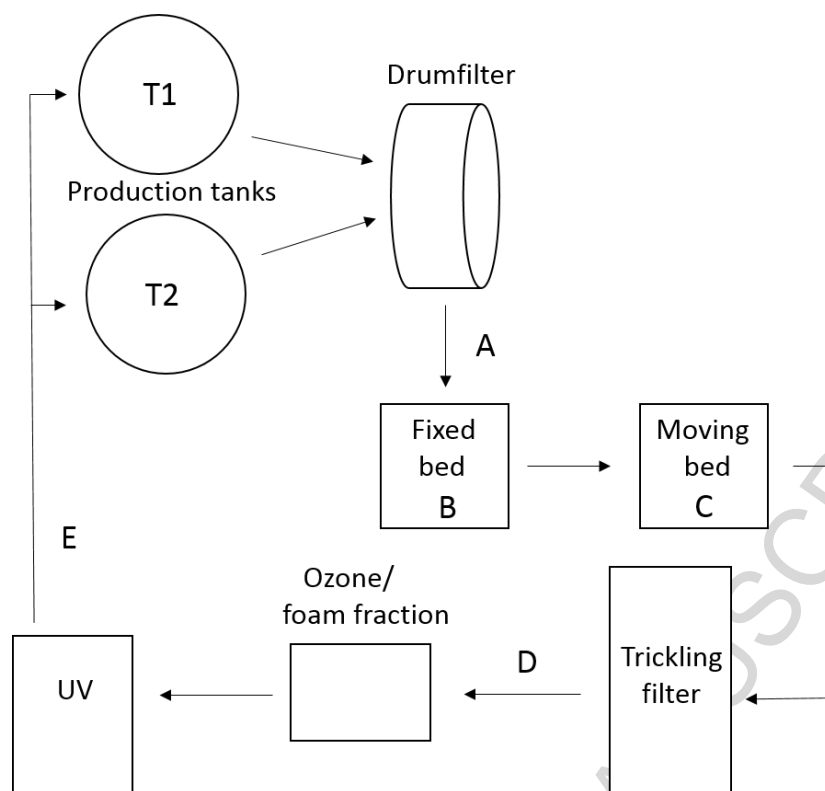 T1
Drumfilter
Production tanks
T2
A
Fixed
bed
B
Moving
bed
C
E
Ozone/
foam fraction
D
Trickling
filter
UV